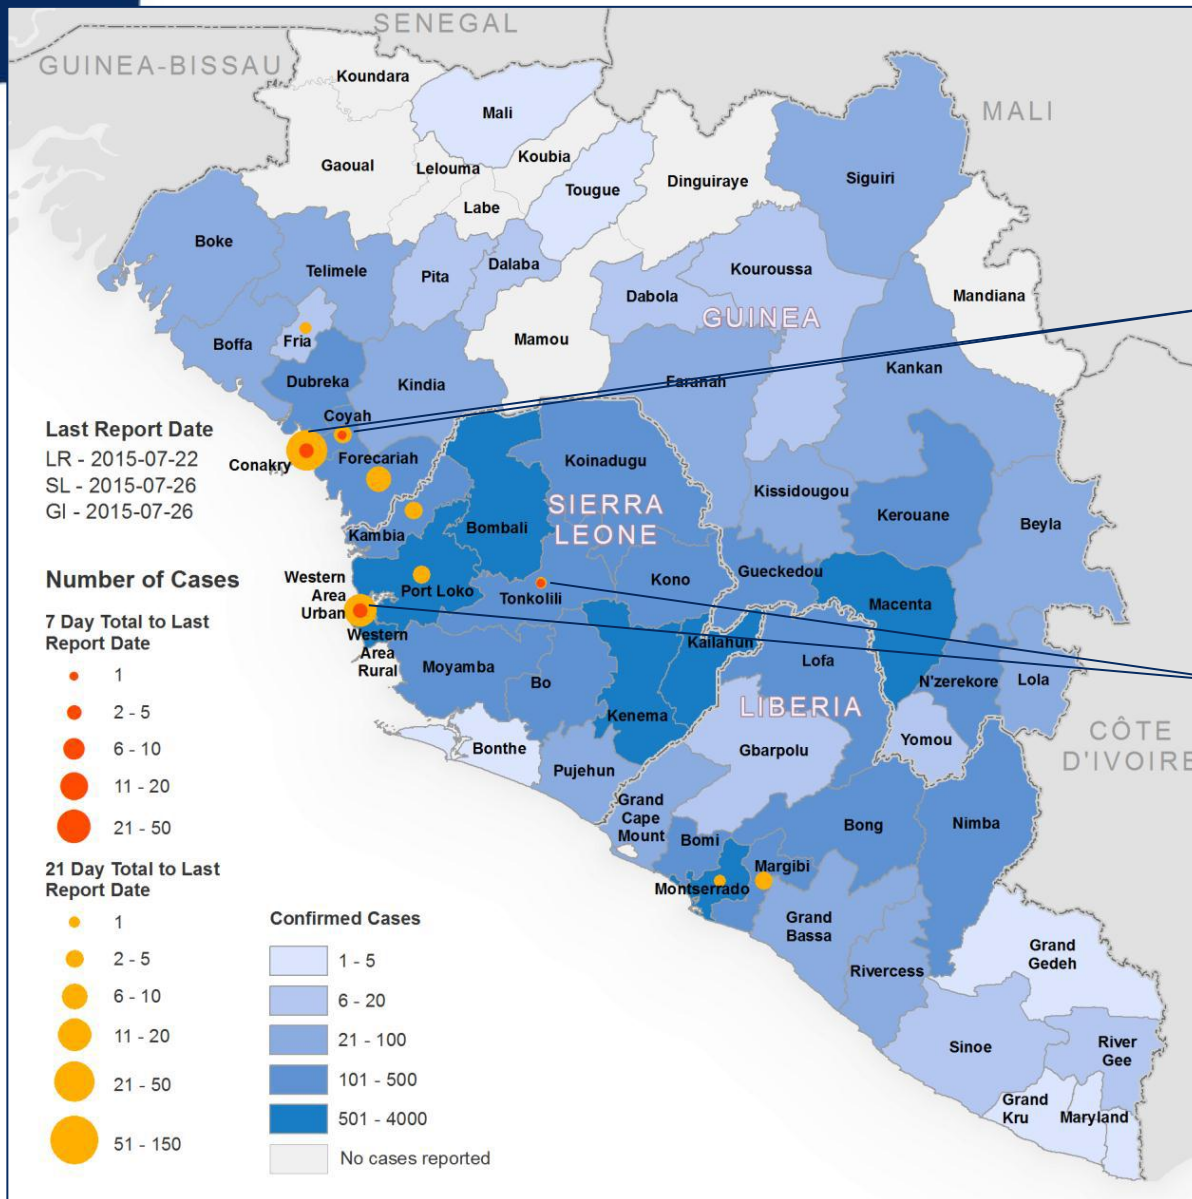 SENEGAL
GUINEA-BISSAU
Koundara
Mali
MALI
Gaoual
Lelouma
Koubia
Labe
Tougue
Dinguiraye
Siguiri
Boke
Telimele
Pita
Dalaba
Kouroussa
Dabola
Mandiana
GUINEA
Fria
Boffa
Mamou
Kankan
Dubreka
Kindia
Faranah
Coyah
Last Report Date
LR - 2015-07-22
SL - 2015-07-26
GI - 2015-07-26
Conakry
Forecariah
Koinadugu
Kissidougou
SIERRA
LEONE
Kerouane
Beyla
Bombali
Kambia
Gueckedou
Kono
Macenta
Western
Area
Urban
Port Loko
Tonkolili
Western
Area
Rural
Moyamba
Bo
Kailahun
Lofa
N'zerekore
Lola
Kenema
LIBERIA
Yomou
CÔTE
D'IVOIRE
Bonthe
Gbarpolu
Pujehun
Grand
Cape
Mount
Bong
Nimba
Bomi
Margibi
Montserrado
Grand
Bassa
Rivercess
Grand
Gedeh
Sinoe
River
Gee
Grand
Kru
Maryland
Number of Cases
7 Day Total to Last
Report Date
1
2 - 5
6 - 10
11 - 20
21 - 50
21 Day Total to Last
Report Date
1
2 - 5
6 - 10
11 - 20
21 - 50
51 - 150
Confirmed Cases
1 - 5
6 - 20
21 - 100
101 - 500
501 - 4000
No cases reported